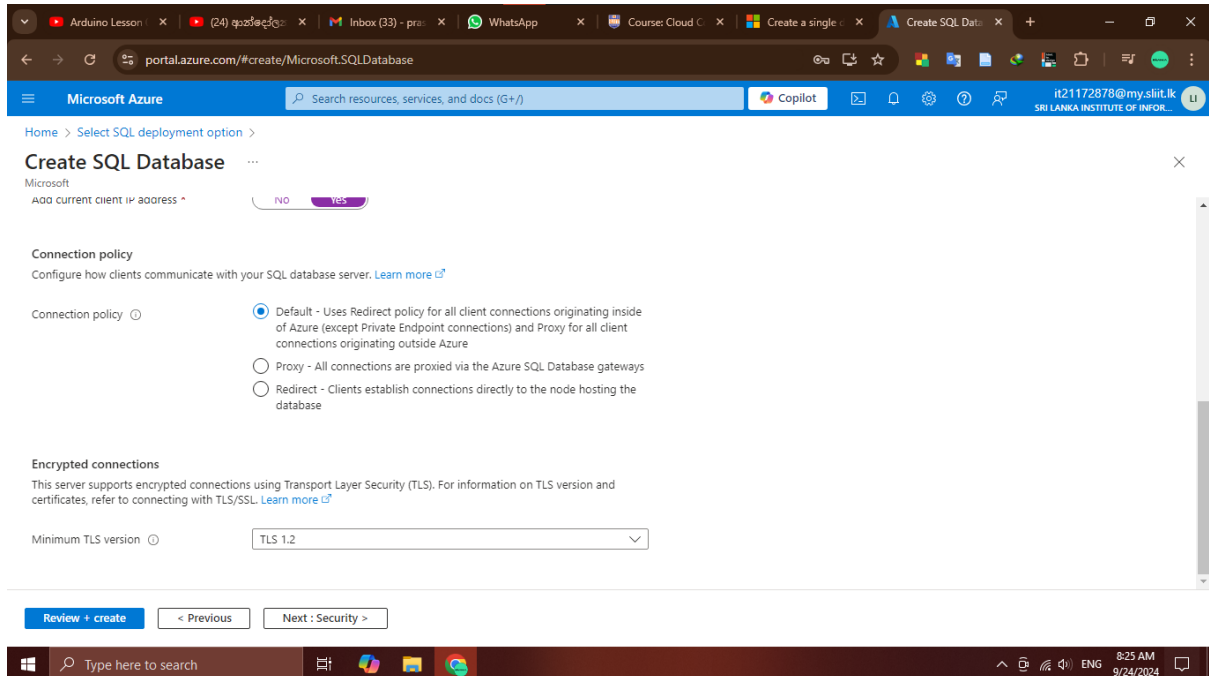 Arduino Lesson
(24) ආන්දෝල
Inbox (33) - pras
WhatsApp
Course: Cloud C
Create a single d
Create SQL Data
portal.azure.com/#create/Microsoft.SQLDatabase
Microsoft Azure
Search resources, services, and docs (G+/)
Copilot
it21172878@my.sliit.lk
SRI LANKA INSTITUTE OF INFOR...
LI
Home > Select SQL deployment option >
Create SQL Database ...
Microsoft
Add current client IP address *
No
Yes
Connection policy
Configure how clients communicate with your SQL database server. Learn more
Connection policy
Default - Uses Redirect policy for all client connections originating inside
of Azure (except Private Endpoint connections) and Proxy for all client
connections originating outside Azure
Proxy - All connections are proxied via the Azure SQL Database gateways
Redirect - Clients establish connections directly to the node hosting the
database
Encrypted connections
This server supports encrypted connections using Transport Layer Security (TLS). For information on TLS version and
certificates, refer to connecting with TLS/SSL. Learn more
Minimum TLS version
TLS 1.2
Review + create
< Previous
Next : Security >
Type here to search
ENG
8:25 AM
9/24/2024